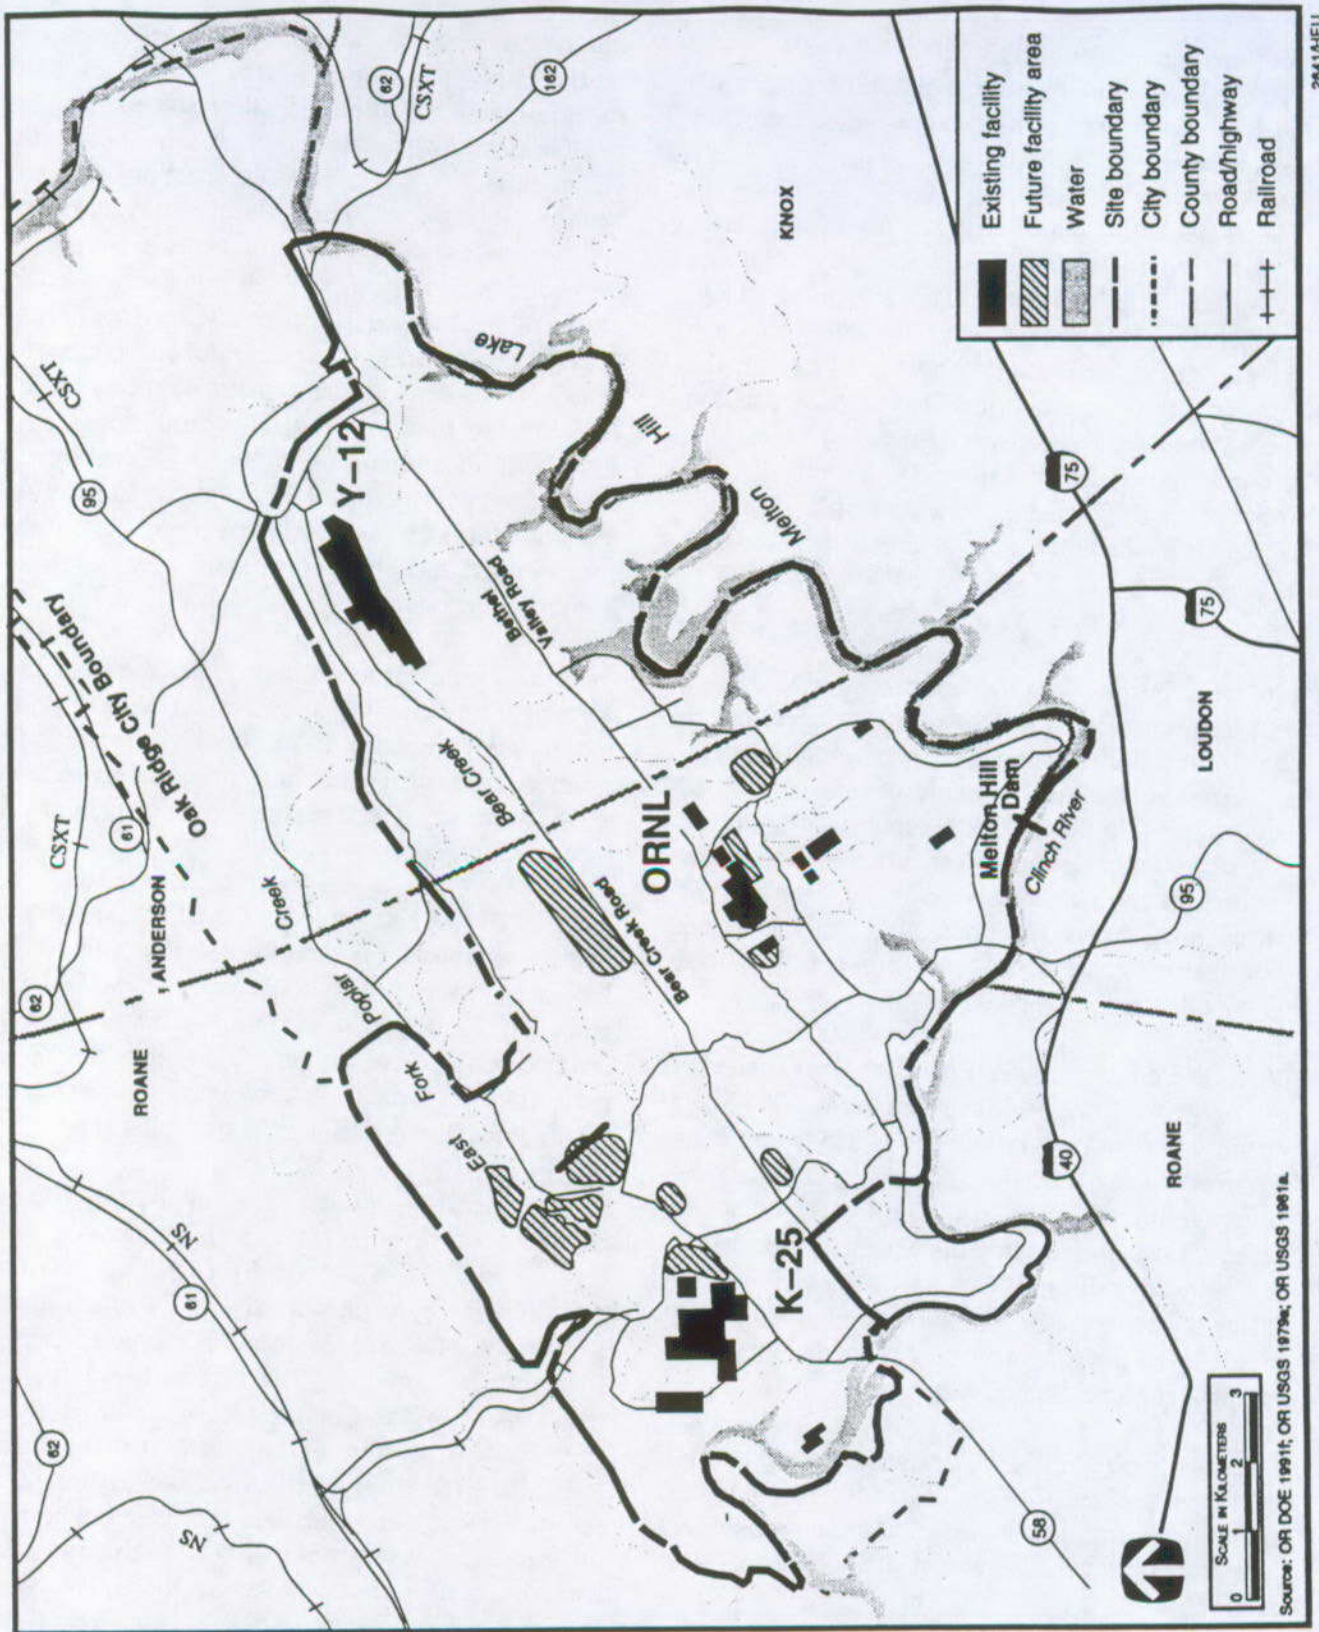 2841/HEU
Existing facility
Future facility area
Water
Site boundary
City boundary
County boundary
Road/highway
Railroad
KNOX
62
CSXT
162
CSXT
95
Lake
Hill
Melton
Y–12
Bethel
Valley Road
75
75
LOUDON
Oak Ridge City Boundary
CSXT
61
62
ANDERSON
ROANE
Creek
Poplar
Fork
East
Bear Creek
Bear Creek Road
ORNL
Melton Hill
Dam
Clinch River
95
40
ROANE
K–25
NS
61
62
NS
58
SCALE IN KILOMETERS
0 1 2 3
Source: OR DOE 1991f; OR USGS 1979a; OR USGS 1961a.